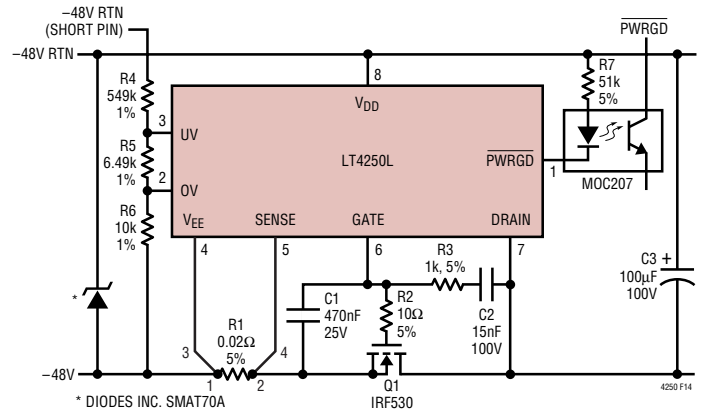 –48V RTN
(SHORT PIN)
–48V RTN
PWRGD
R4
549k
1%
8
VDD
R7
51k
5%
3
UV
R5
6.49k
1%
LT4250L
PWRGD
1
MOC207
2
OV
R6
10k
1%
VEE
SENSE
GATE
DRAIN
4
5
6
7
R3
1k, 5%
C3
100µF
100V
+
*
C1
470nF
25V
R2
10Ω
5%
C2
15nF
100V
R1
0.02Ω
5%
3
4
–48V
1
2
Q1
IRF530
4250 F14
* DIODES INC. SMAT70A